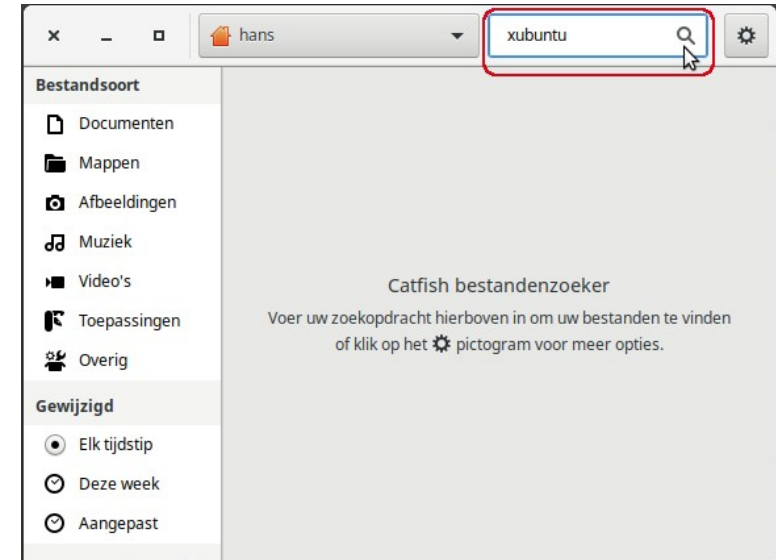 hans
xubuntu
Bestandsoort
Documenten
Mappen
Afbeeldingen
Muziek
Video's
Toepassingen
Overig
Gewijzigd
Elk tijdstip
Deze week
Aangepast
Catfish bestandenzoeker
Voer uw zoekopdracht hierboven in om uw bestanden te vinden
of klik op het pictogram voor meer opties.